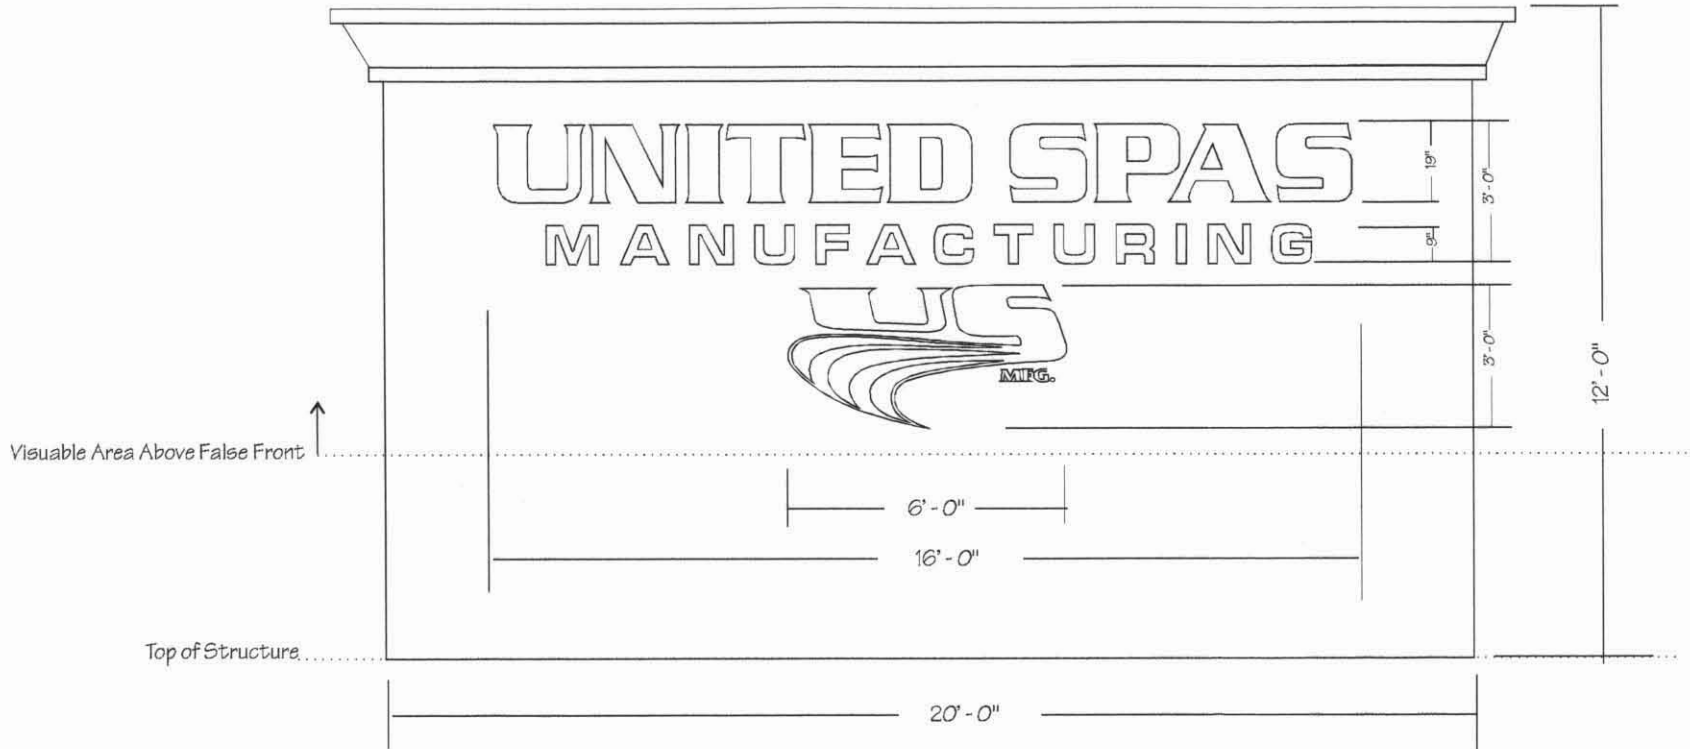 UNITED SPAS
MANUFACTURING
US
MFG.
19"
3'-0"
9"
3'-0"
12'-0"
Visuable Area Above False Front
6'-0"
16'-0"
Top of Structure
20'-0"